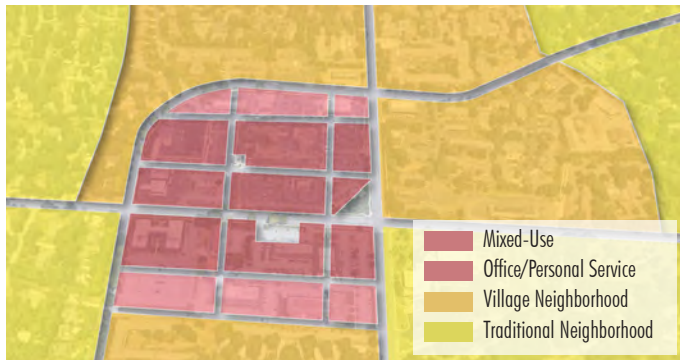 Mixed-Use
Office/Personal Service
Village Neighborhood
Traditional Neighborhood